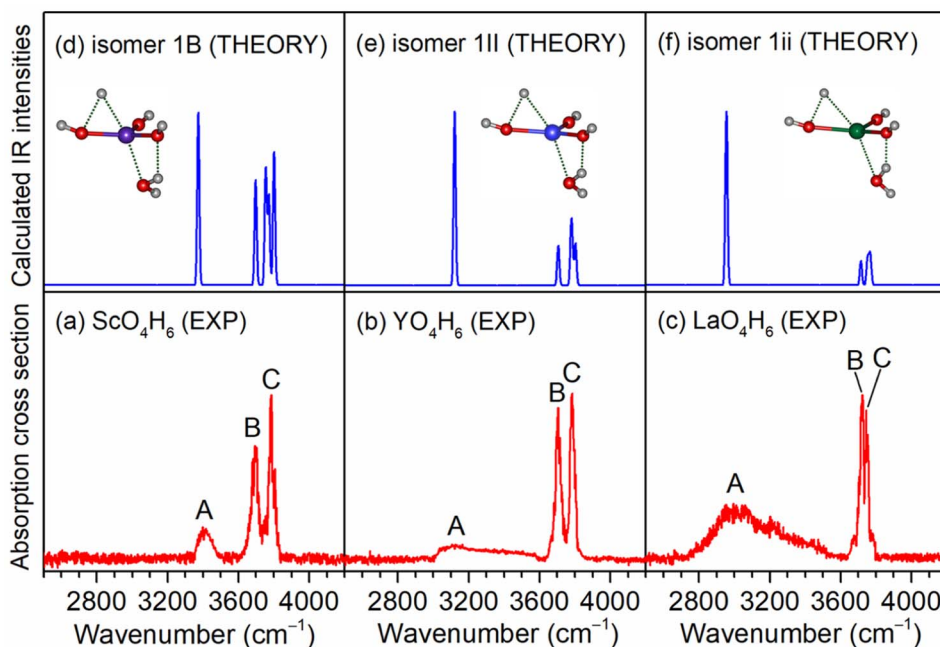 Calculated IR intensities
(d) isomer 1B (THEORY)
(e) isomer 1II (THEORY)
(f) isomer 1ii (THEORY)
Absorption cross section
(a) ScO₄H₆ (EXP)
A
B
C
(b) YO₄H₆ (EXP)
A
B
C
(c) LaO₄H₆ (EXP)
A
B
C
2800 3200 3600 4000
Wavenumber (cm⁻¹)
2800 3200 3600 4000
Wavenumber (cm⁻¹)
2800 3200 3600 4000
Wavenumber (cm⁻¹)